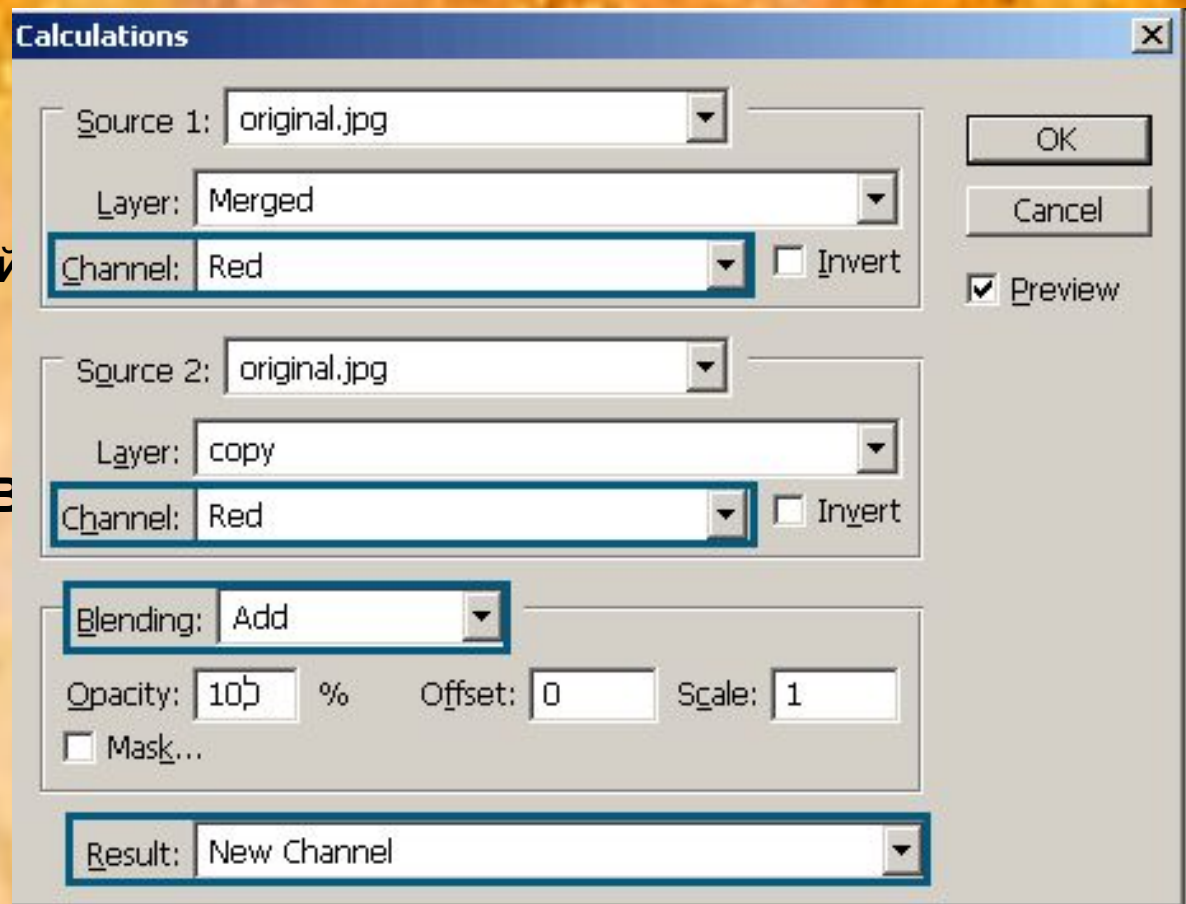 Calculations
Source 1: original.jpg
OK
Layer: Merged
Cancel
й
Channel: Red Invert
Preview
Source 2: original.jpg
Layer: copy
Channel: Red Invert
Blending: Add
Opacity: % Offset: 0 Scale: 1
Mask...
Result: New Channel